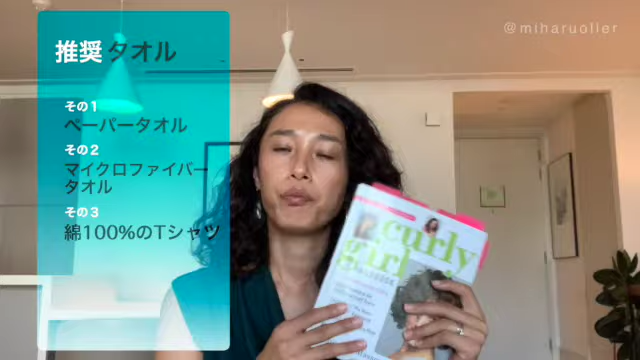 @miharuolier
推奨タオル
その1
ペーパータオル
その2
マイクロファイバー
タオル
その3
綿100%のTシャツ
curly
girl